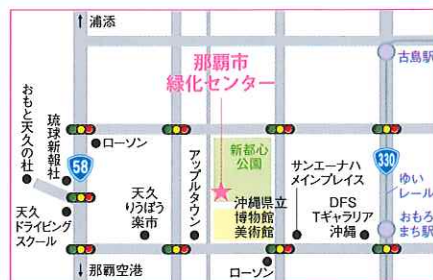 浦添
古島駅
那覇市
緑化センター
おもと天久の杜
琉球新報社
58
ローソン
アップルタウン
新都心
公園
サンエーナハ
メインプレイス
330
ゆい
レール
天久
ドライビング
スクール
天久
りうぼう
楽市
沖縄県立
博物館
美術館
DFS
Tギャラリア
沖縄
おもろ
まち駅
那覇空港
ローソン